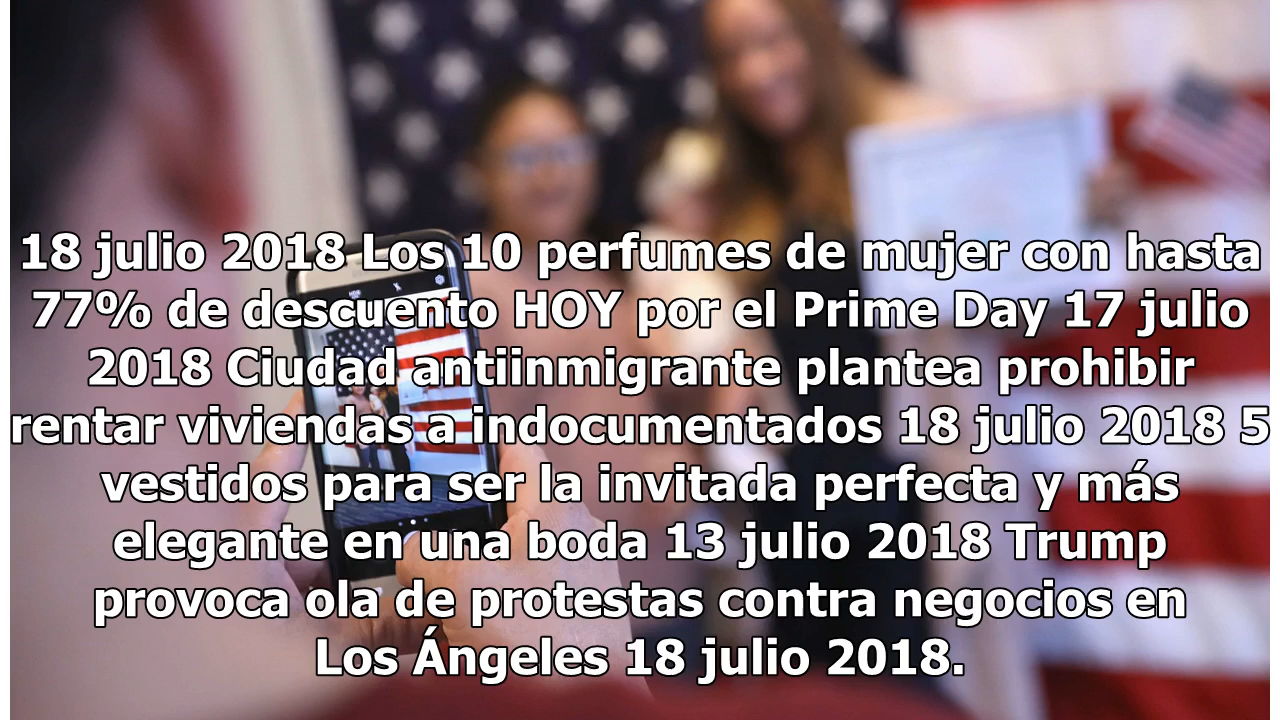 18 julio 2018 Los 10 perfumes de mujer con hasta
77% de descuento HOY por el Prime Day 17 julio
2018 Ciudad antiinmigrante plantea prohibir
rentar viviendas a indocumentados 18 julio 2018 5
vestidos para ser la invitada perfecta y más
elegante en una boda 13 julio 2018 Trump
provoca ola de protestas contra negocios en
Los Ángeles 18 julio 2018.